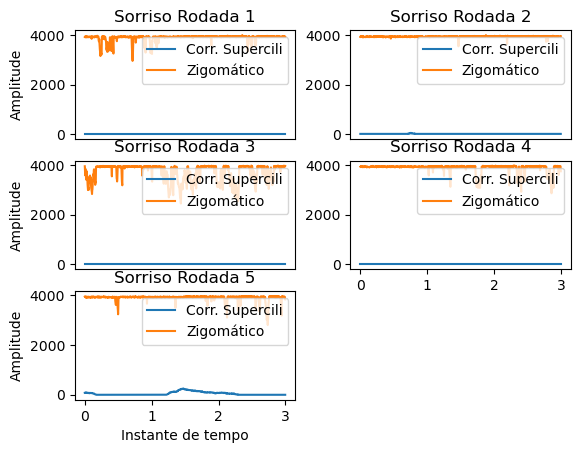 Sorriso Rodada 1
4000
2000
0
Amplitude
Corr. Supercili
Zigomático
Sorriso Rodada 2
4000
2000
0
Corr. Supercili
Zigomático
Sorriso Rodada 3
4000
2000
0
Amplitude
Corr. Supercili
Zigomático
Sorriso Rodada 4
4000
2000
0
Corr. Supercili
Zigomático
0 1 2 3
Sorriso Rodada 5
4000
2000
0
Amplitude
Corr. Supercili
Zigomático
0 1 2 3
Instante de tempo